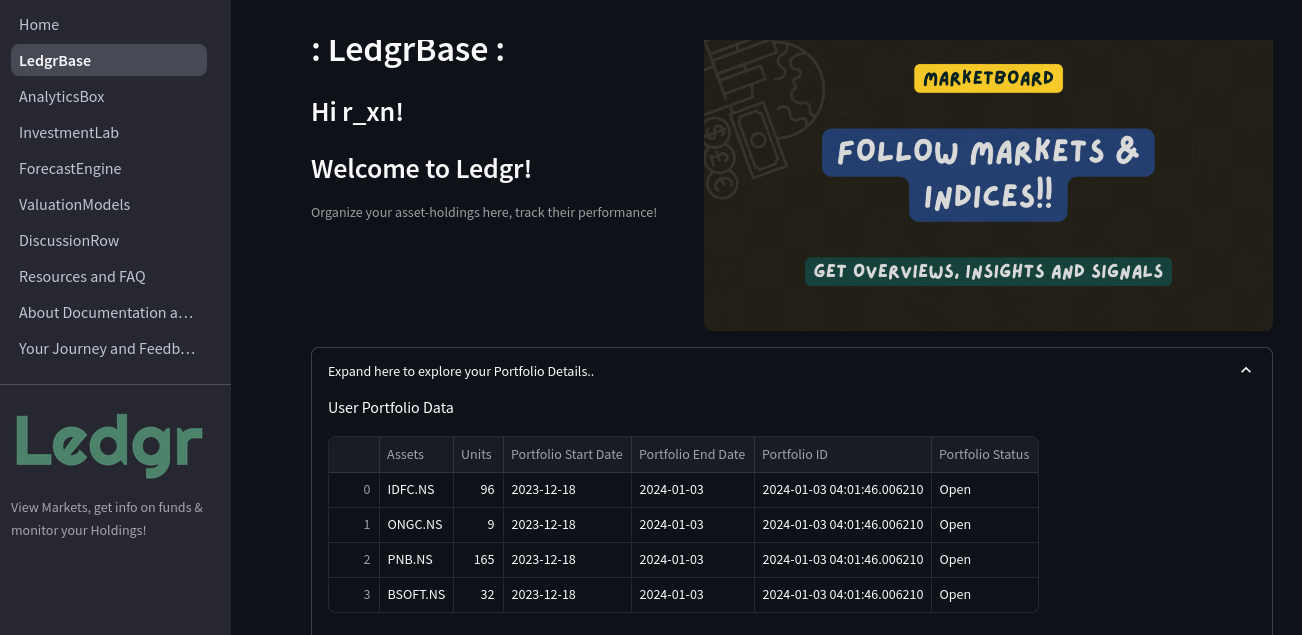 Home
LedgrBase
AnalyticsBox
InvestmentLab
ForecastEngine
ValuationModels
DiscussionRow
Resources and FAQ
About Documentation a…
Your Journey and Feedb…
Ledgr
View Markets, get info on funds &
monitor your Holdings!
: LedgrBase :
Hi r_xn!
Welcome to Ledgr!
Organize your asset-holdings here, track their performance!
MARKETBOARD
FOLLOW MARKETS &
INDICES!!
GET OVERVIEWS, INSIGHTS AND SIGNALS
Expand here to explore your Portfolio Details..
User Portfolio Data
Assets Units Portfolio Start Date Portfolio End Date Portfolio ID Portfolio Status
0 IDFC.NS 96 2023-12-18 2024-01-03 2024-01-03 04:01:46.006210 Open
1 ONGC.NS 9 2023-12-18 2024-01-03 2024-01-03 04:01:46.006210 Open
2 PNB.NS 165 2023-12-18 2024-01-03 2024-01-03 04:01:46.006210 Open
3 BSOFT.NS 32 2023-12-18 2024-01-03 2024-01-03 04:01:46.006210 Open